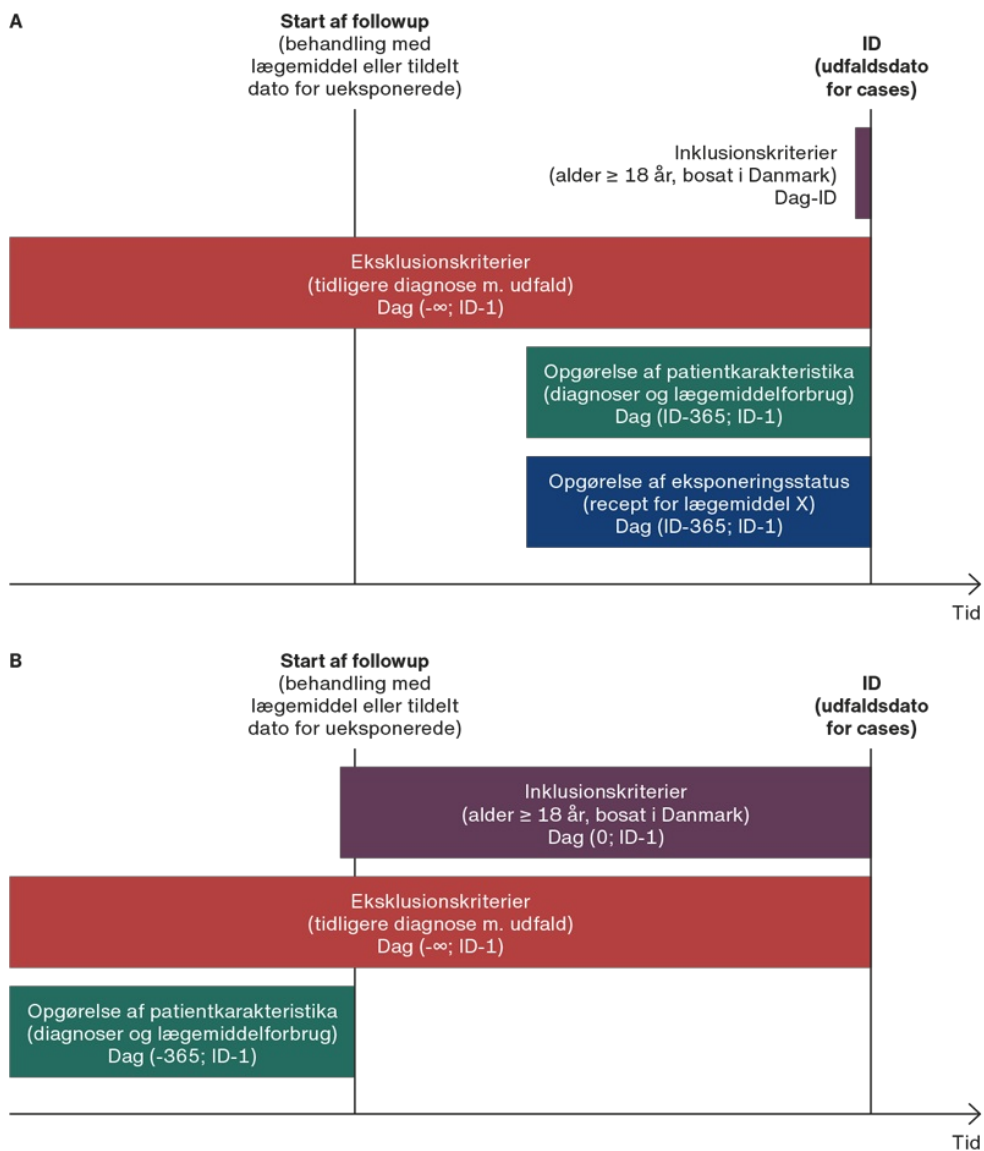 A
Start af followup
(behandling med
lægemiddel eller tildelt
dato for ueksponerede)
ID
(udfaldsdato
for cases)
Inklusionskriterier
(alder ≥ 18 år, bosat i Danmark)
Dag-ID
Eksklusionskriterier
(tidligere diagnose m. udfald)
Dag (-∞; ID-1)
Opgørelse af patientkarakteristika
(diagnoser og lægemiddelforbrug)
Dag (ID-365; ID-1)
Opgørelse af eksponeringsstatus
(recept for lægemiddel X)
Dag (ID-365; ID-1)
Tid
B
Start af followup
(behandling med
lægemiddel eller tildelt
dato for ueksponerede)
ID
(udfaldsdato
for cases)
Inklusionskriterier
(alder ≥ 18 år, bosat i Danmark)
Dag (0; ID-1)
Eksklusionskriterier
(tidligere diagnose m. udfald)
Dag (-∞; ID-1)
Opgørelse af patientkarakteristika
(diagnoser og lægemiddelforbrug)
Dag (-365; ID-1)
Tid